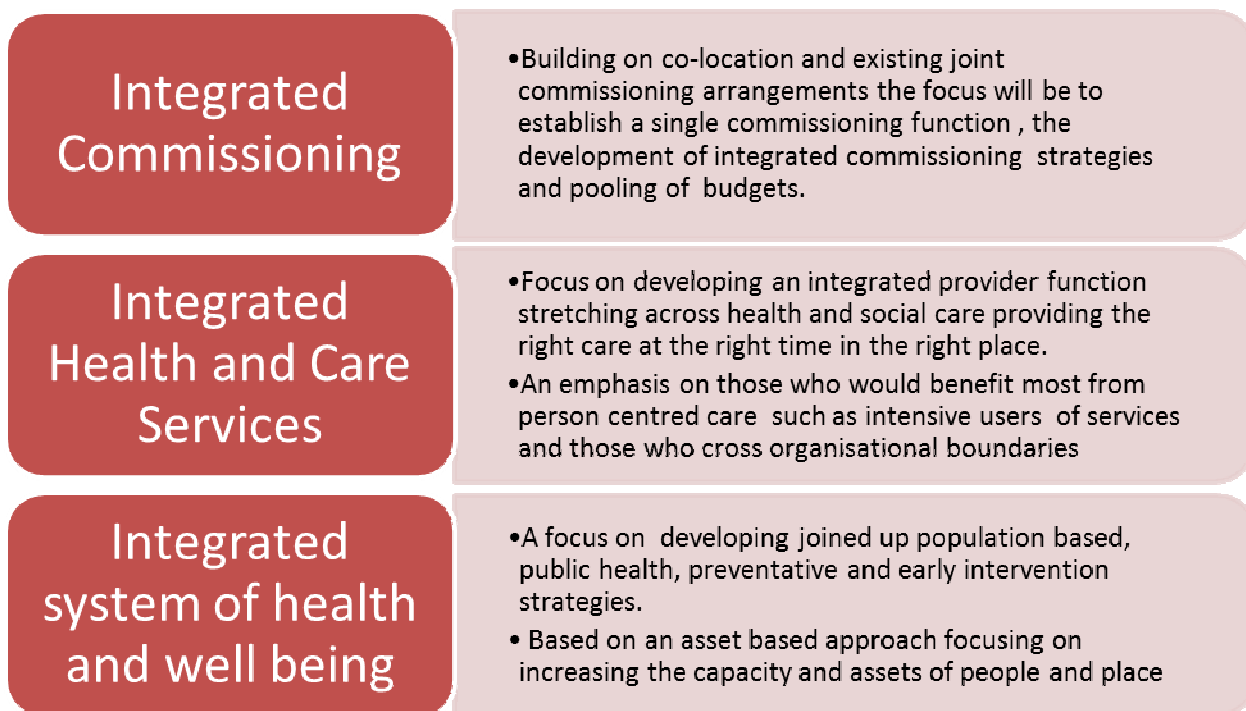 Integrated
Commissioning
•Building on co-location and existing joint
commissioning arrangements the focus will be to
establish a single commissioning function , the
development of integrated commissioning  strategies
and pooling of  budgets.
Integrated
Health and Care
Services
•Focus on developing an integrated provider function
stretching across health and social care providing the
right care at the right time in the right place.
•An emphasis on those who would benefit most from
person centred care  such as intensive users  of services
and those who cross organisational boundaries
Integrated
system of health
and well being
•A focus on  developing joined up population based,
public health, preventative and early intervention
strategies.
• Based on an asset based approach focusing on
increasing the capacity and assets of people and place